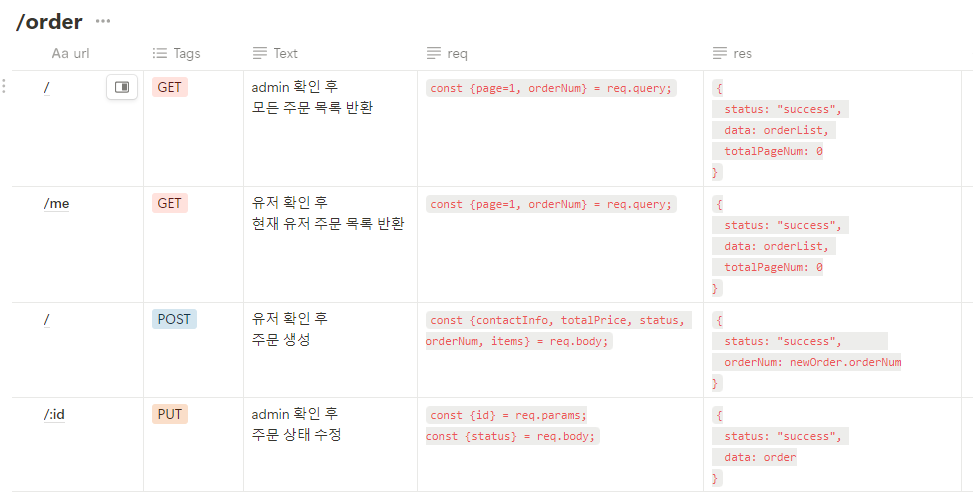 /order ···
Aa url
Tags
Text
req
res
/
GET
admin 확인 후
모든 주문 목록 반환
const {page=1, orderNum} = req.query;
{
status: "success",
data: orderList,
totalPageNum: 0
}
/me
GET
유저 확인 후
현재 유저 주문 목록 반환
const {page=1, orderNum} = req.query;
{
status: "success",
data: orderList,
totalPageNum: 0
}
/
POST
유저 확인 후
주문 생성
const {contactInfo, totalPrice, status,
orderNum, items} = req.body;
{
status: "success",
orderNum: newOrder.orderNum
}
/:id
PUT
admin 확인 후
주문 상태 수정
const {id} = req.params;
const {status} = req.body;
{
status: "success",
data: order
}